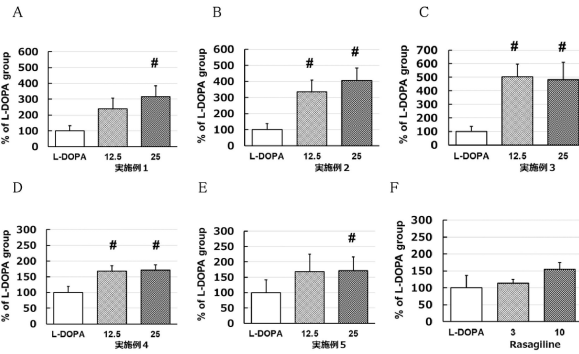 A
% of L-DOPA group
600
500
400
300
200
100
0
#
L-DOPA 12.5 25
実施例 1
B
% of L-DOPA group
600
500
400
300
200
100
0
# #
L-DOPA 12.5 25
実施例 2
C
% of L-DOPA group
700
600
500
400
300
200
100
0
# #
L-DOPA 12.5 25
実施例 3
D
% of L-DOPA group
300
250
200
150
100
50
0
# #
L-DOPA 12.5 25
実施例 4
E
% of L-DOPA group
300
250
200
150
100
50
0
#
L-DOPA 12.5 25
実施例 5
F
% of L-DOPA group
300
250
200
150
100
50
0
L-DOPA 3 10
Rasagiline